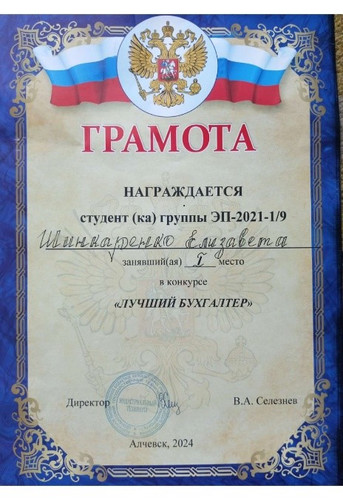 ГРАМОТА
НАГРАЖДАЕТСЯ
студент (ка) группы ЭП-2021-1/9
Шинкаренко Елизавета
занявший(ая) I место
в конкурсе
«ЛУЧШИЙ БУХГАЛТЕР»
Директор В.А. Селезнев
Алчевск, 2024